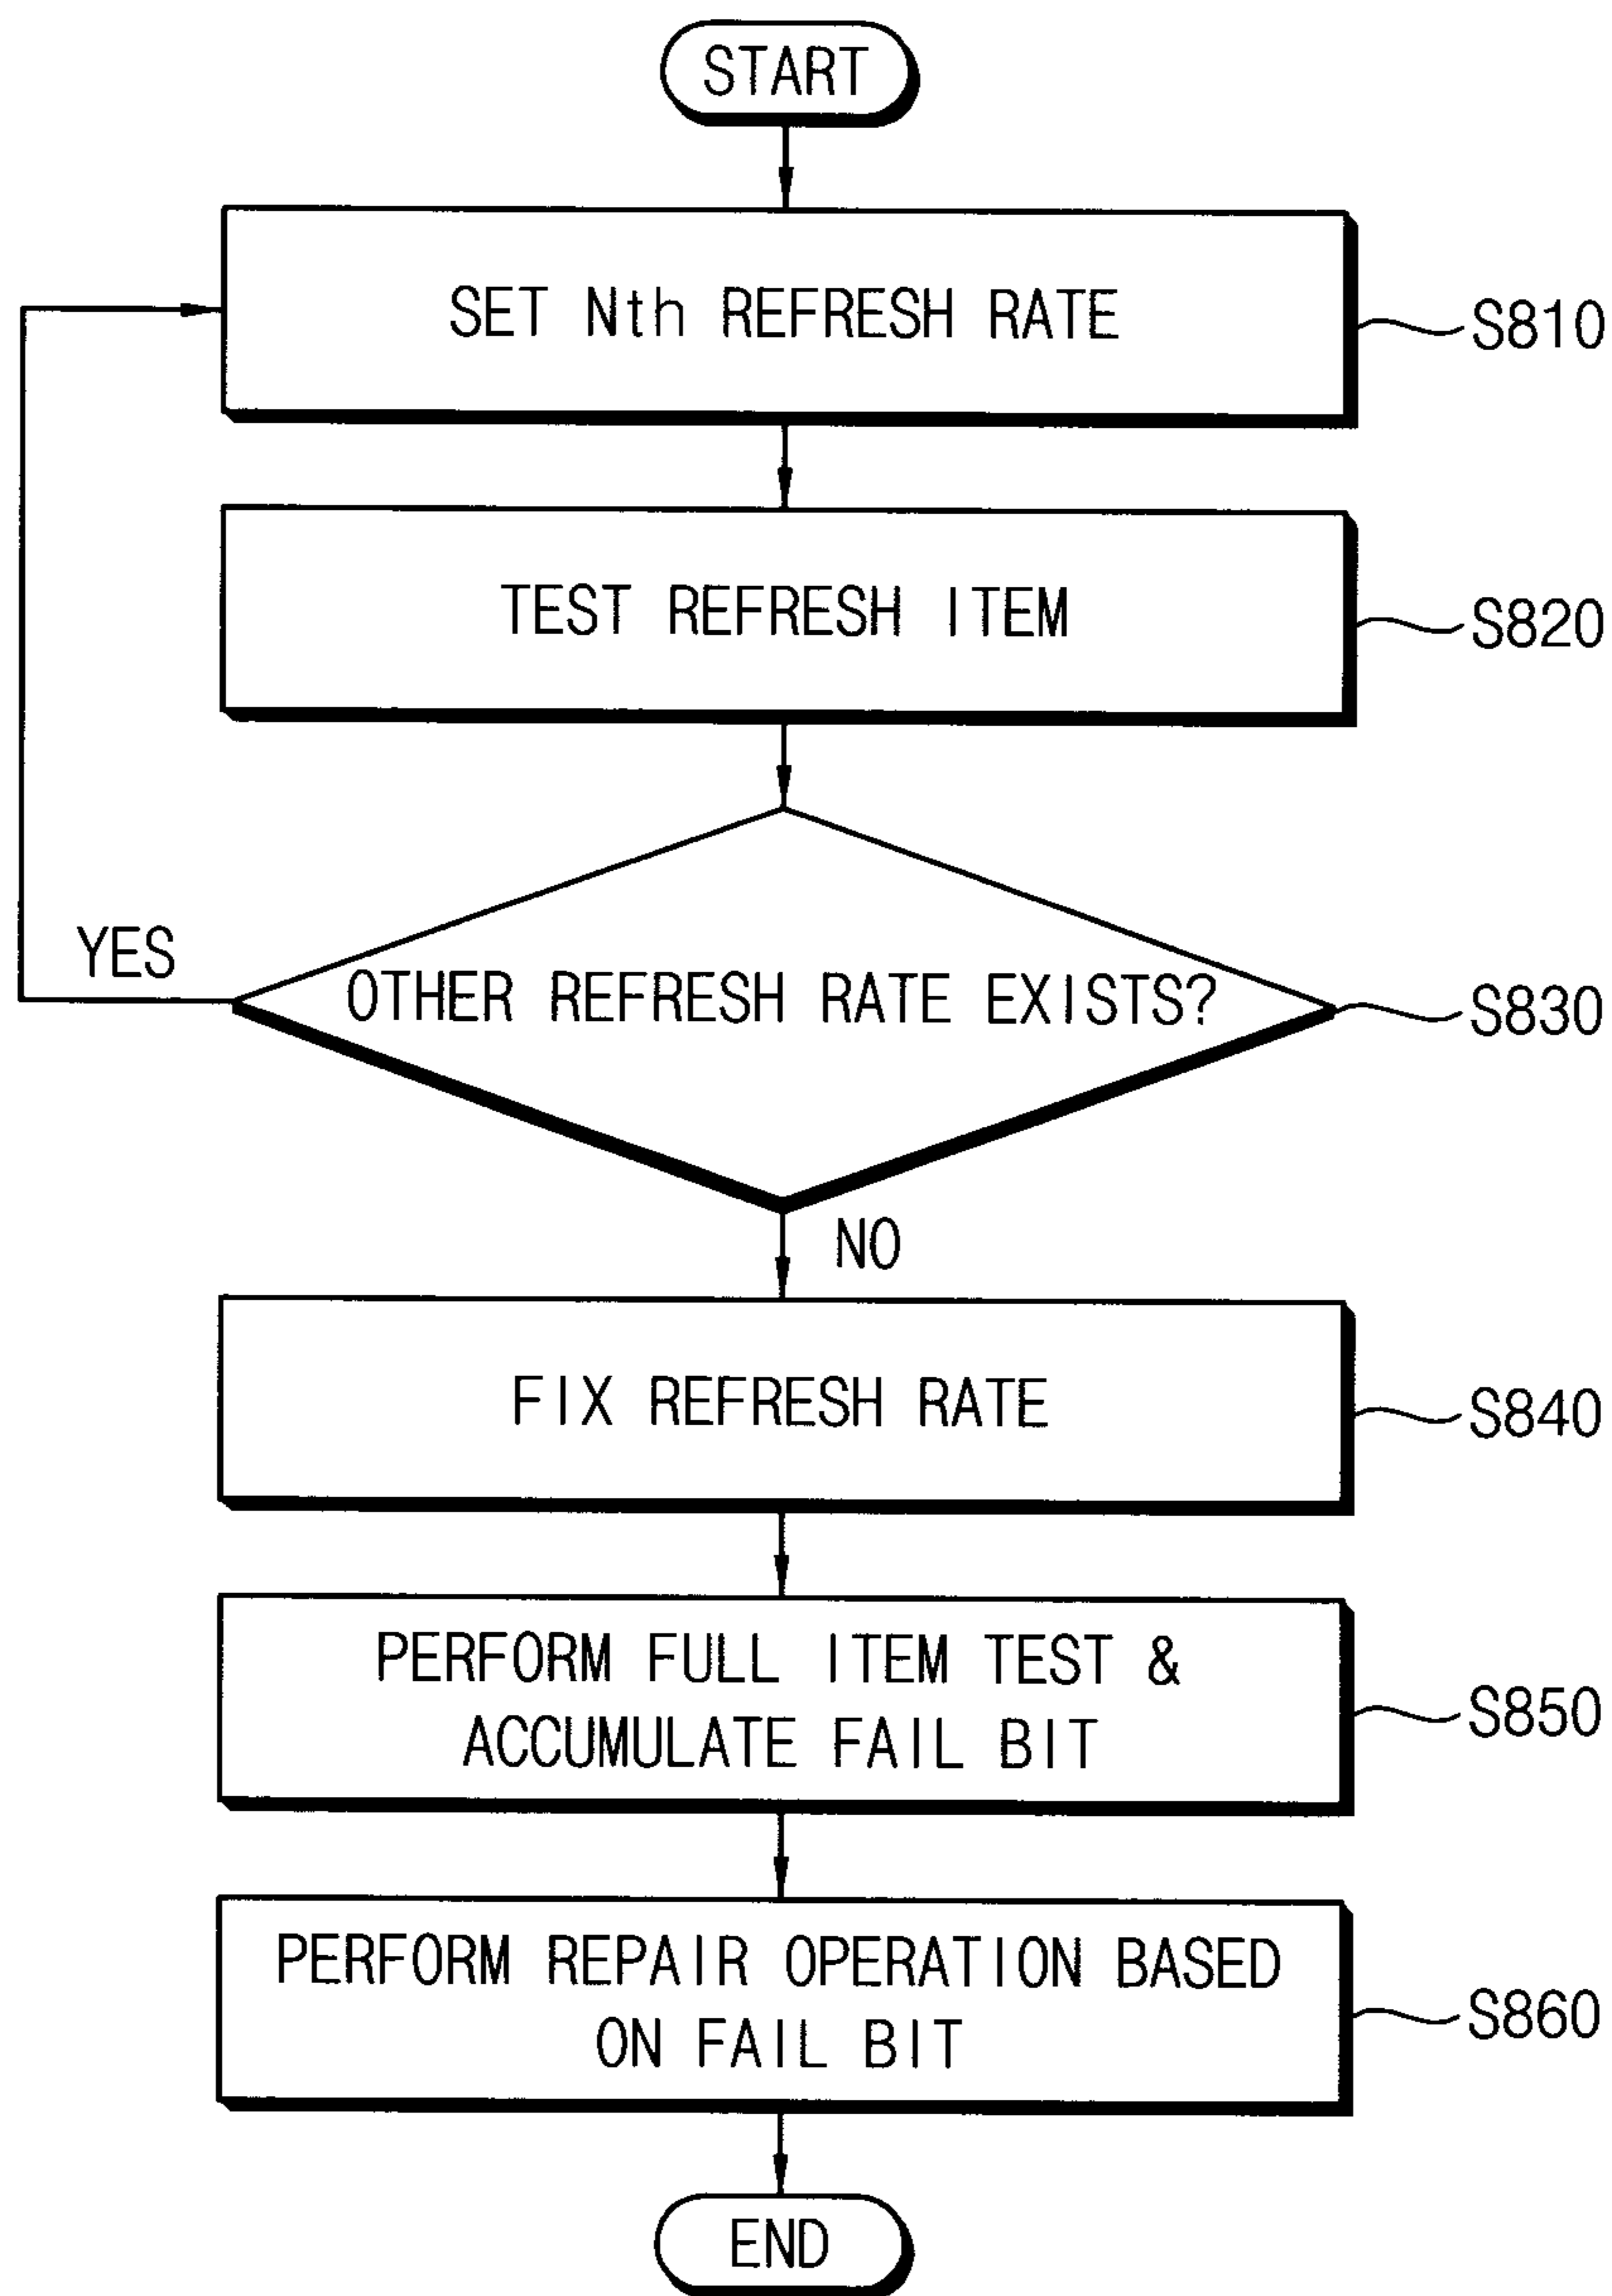 START
SET Nth REFRESH RATE
S810
TEST REFRESH ITEM
S820
YES
OTHER REFRESH RATE EXISTS?
S830
NO
FIX REFRESH RATE
S840
PERFORM FULL ITEM TEST &
ACCUMULATE FAIL BIT
S850
PERFORM REPAIR OPERATION BASED
ON FAIL BIT
S860
END